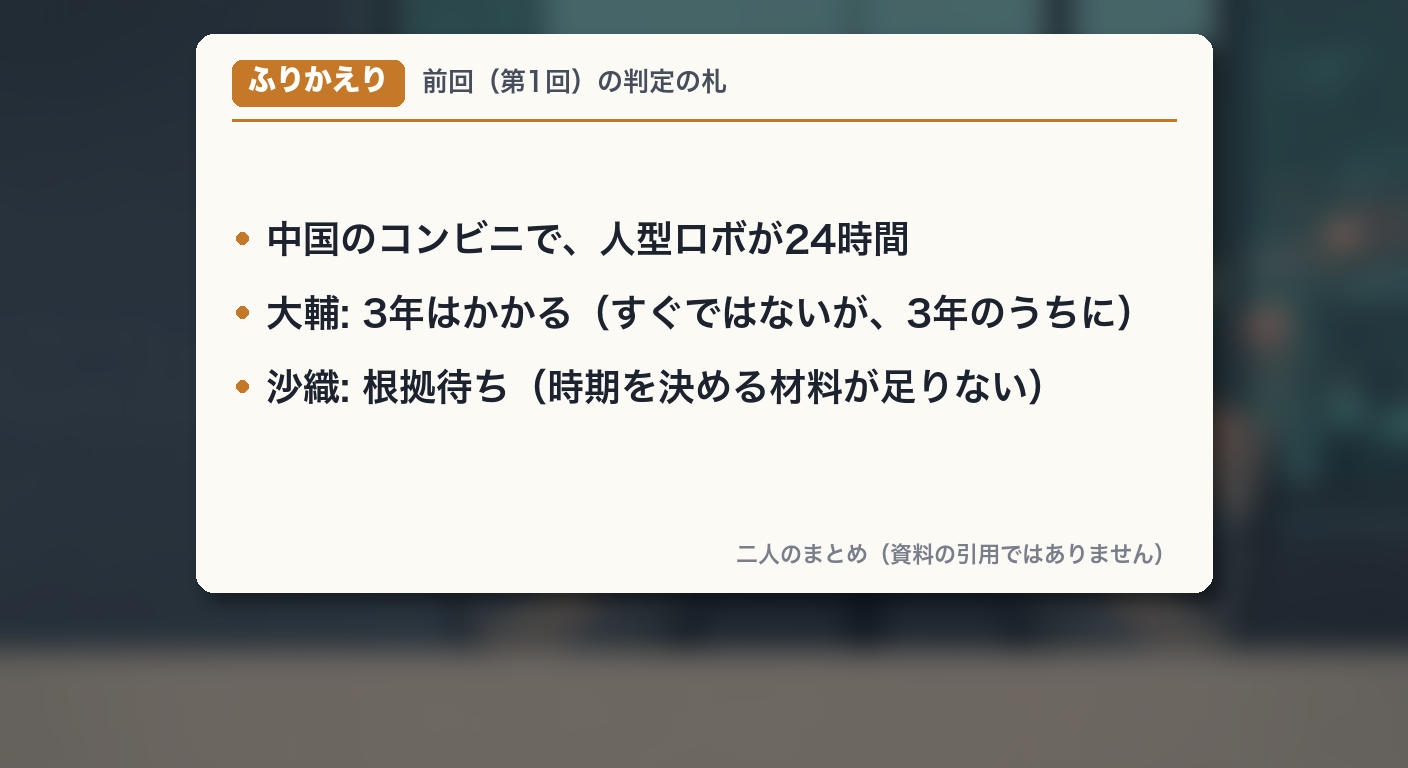 ふりかえり 前回（第1回）の判定の札
• 中国のコンビニで、人型ロボが24時間
• 大輔: 3年はかかる（すぐではないが、3年のうちに）
• 沙織: 根拠待ち（時期を決める材料が足りない）
二人のまとめ（資料の引用ではありません）